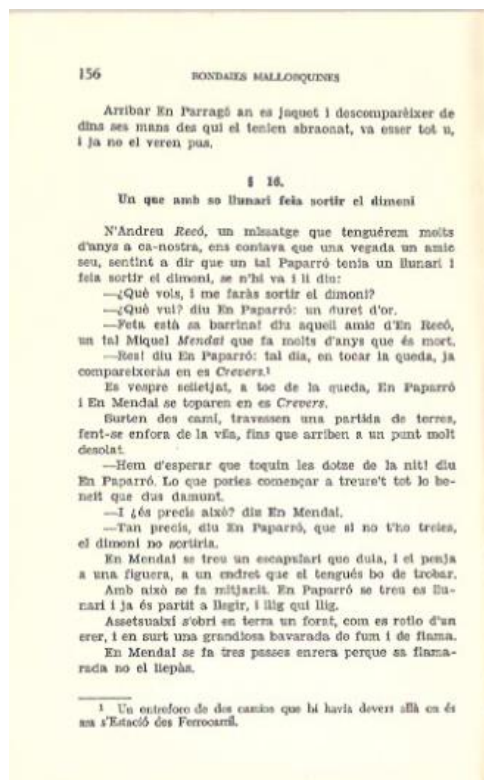 156
RONDAIES MALLORQUINES
Arribar En Parragó an es jaquet i descomparèixer de
dins ses mans des qui el tenien abraonat, va esser tot u,
i ja no el veren pus.
§ 16.
Un que amb so llunari feia sortir el dimoni
N'Andreu Recó, un missatge que tenguérem molts
d'anys a ca-nostra, ens contava que una vegada un amic
seu, sentint a dir que un tal Paparró tenia un llunari i
feia sortir el dimoni, se n'hi va i li diu:
—¿Què vols, i me faràs sortir el dimoni?
—¿Què vui? diu En Paparró: un duret d'or.
—Feta està sa barrina! diu aquell amic d'En Recó,
un tal Miquel Mendal que fa molts d'anys que és mort.
—Res! diu En Paparró: tal dia, en tocar la queda, ja
compareixeràs en es Crevers.¹
Es vespre selletjat, a toc de la queda, En Paparró
i En Mendal se toparen en es Crevers.
Surten des camí, travessen una partida de terres,
fent-se enfora de la vila, fins que arriben a un punt molt
desolat.
—Hem d'esperar que toquin les dotze de la nit! diu
En Paparró. Lo que pories començar a treure't tot lo be-
neit que dus damunt.
—I ¿és precís això? diu En Mendal.
—Tan precís, diu En Paparró, que si no t'ho treies,
el dimoni no sortiria.
En Mendal se treu un escapulari que duia, i el penja
a una figuera, a un endret que el tengués bo de trobar.
Amb això se fa mitjanit. En Paparró se treu es llu-
nari i ja és partit a llegir, i llig qui llig.
Assetsuaixí s'obri en terra un forat, com es rotlo d'un
erer, i en surt una grandiosa bavarada de fum i de flama.
En Mendal se fa tres passes enrera perque sa flama-
rada no el llepàs.
¹ Un entreforc de dos camins que hi havia devers allà on és
ara s'Estació des Ferrocarril.